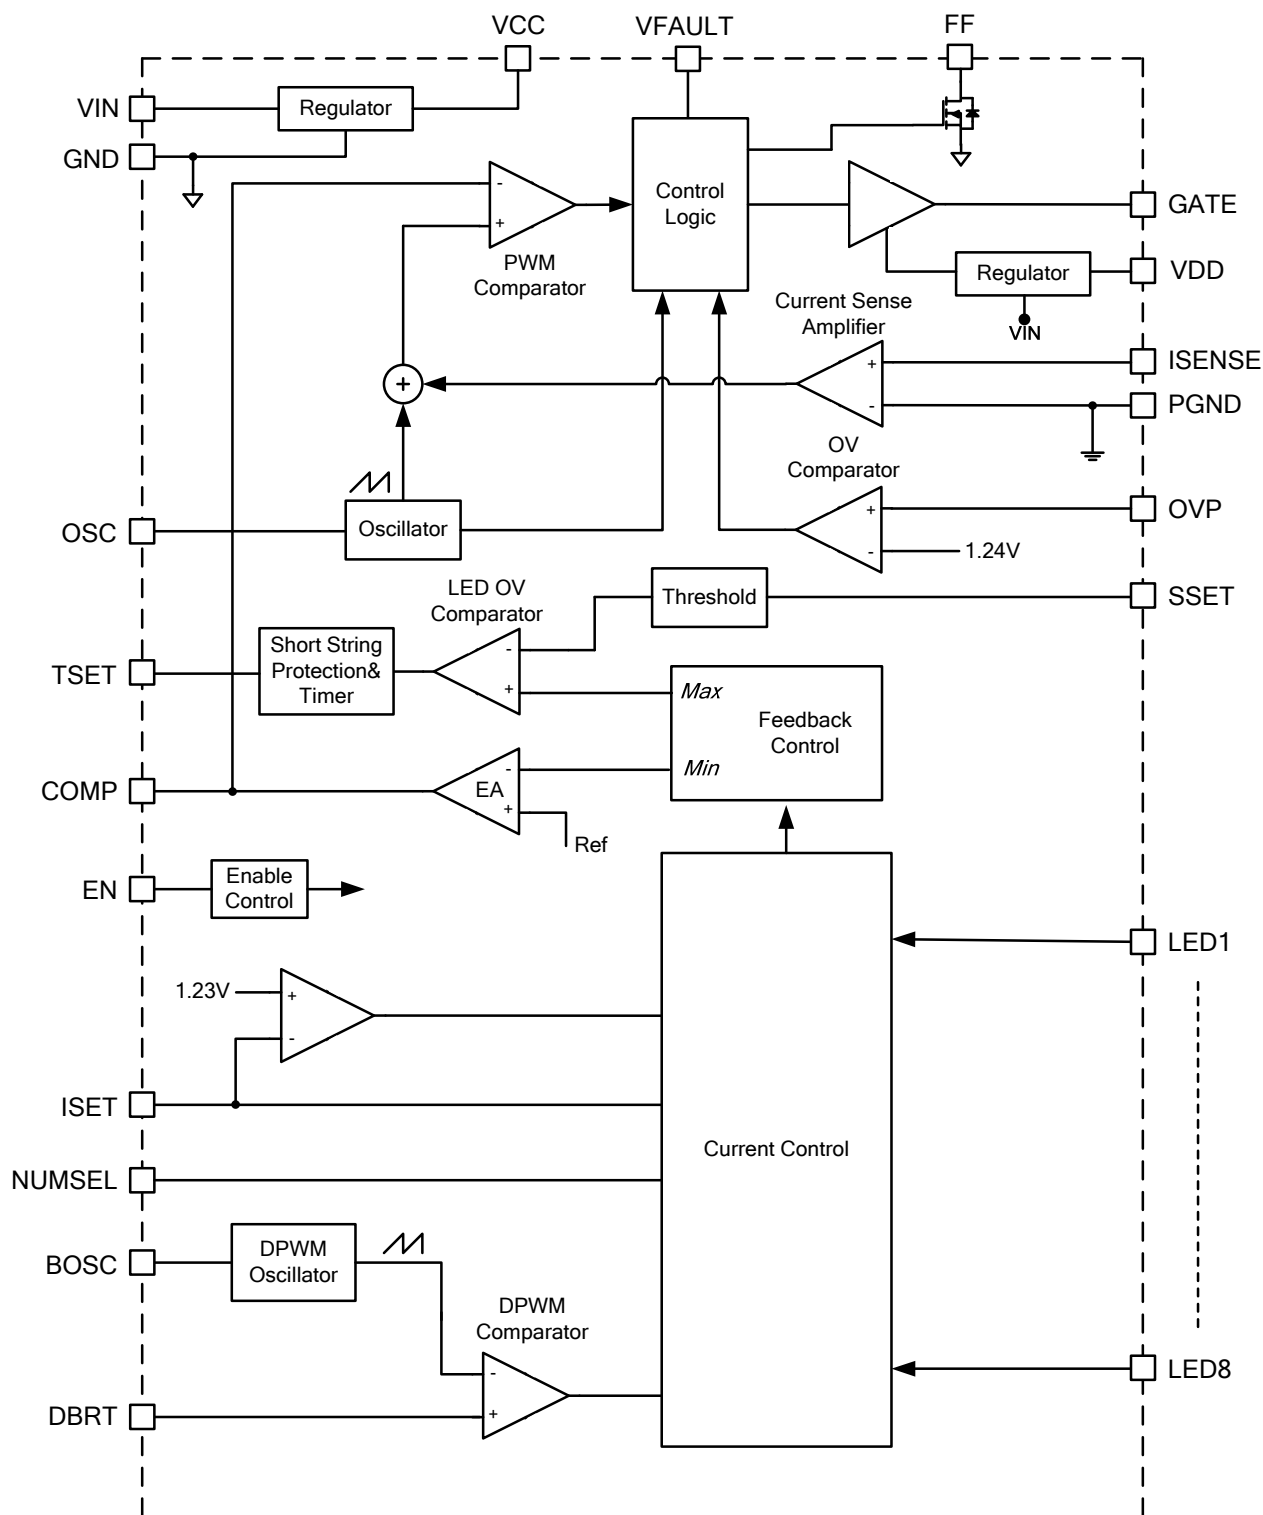 VCC
VFAULT
FF
VIN
Regulator
GND
-
+
PWM
Comparator
Control
Logic
GATE
Regulator
VDD
VIN
Current Sense
Amplifier
+
-
ISENSE
PGND
+
OV
Comparator
+
-
1.24V
OVP
OSC
Oscillator
LED OV
Comparator
Threshold
SSET
Short String
Protection&
Timer
-
+
TSET
Max
Min
Feedback
Control
COMP
EA
-
+
Ref
EN
Enable
Control
LED1
1.23V
+
-
ISET
NUMSEL
Current Control
BOSC
DPWM
Oscillator
DPWM
Comparator
-
+
DBRT
LED8